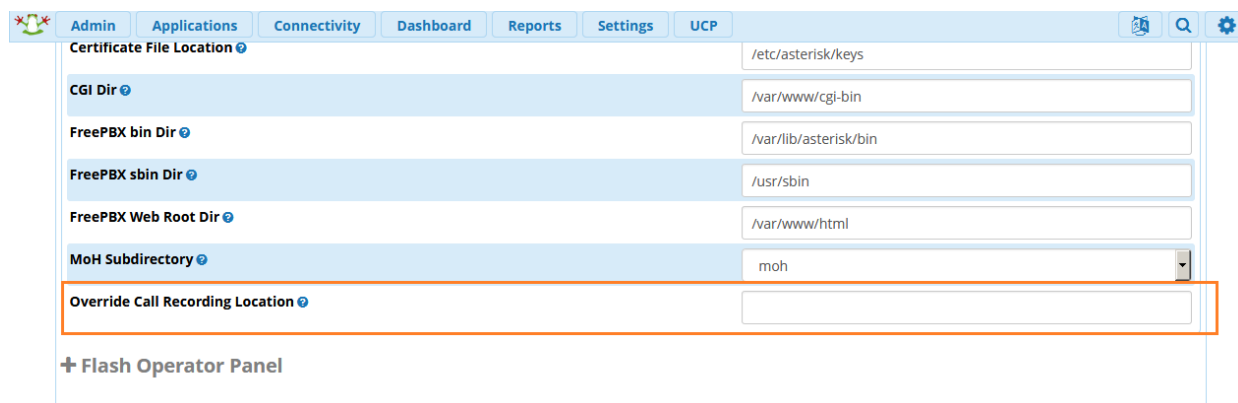 Admin Applications Connectivity Dashboard Reports Settings UCP
Certificate File Location /etc/asterisk/keys
CGI Dir /var/www/cgi-bin
FreePBX bin Dir /var/lib/asterisk/bin
FreePBX sbin Dir /usr/sbin
FreePBX Web Root Dir /var/www/html
MoH Subdirectory moh
Override Call Recording Location
+ Flash Operator Panel